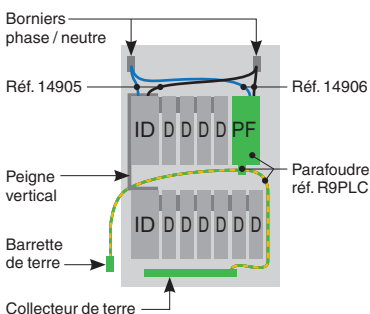 Borniers
phase / neutre
Réf. 14905
Réf. 14906
ID D D D D PF
Peigne
vertical
Parafoudre
réf. R9PLC
ID D D D D D D
Barrette
de terre
Collecteur de terre